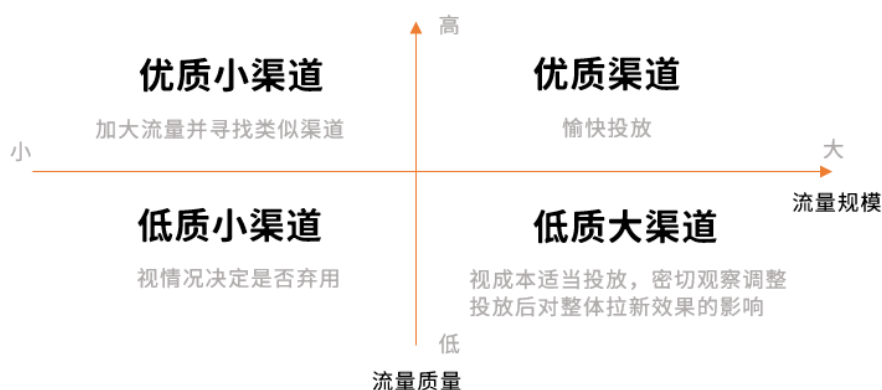 高
优质小渠道
优质渠道
加大流量并寻找类似渠道
愉快投放
小
大
流量规模
低质小渠道
低质大渠道
视情况决定是否弃用
视成本适当投放，密切观察调整
投放后对整体拉新效果的影响
低
流量质量